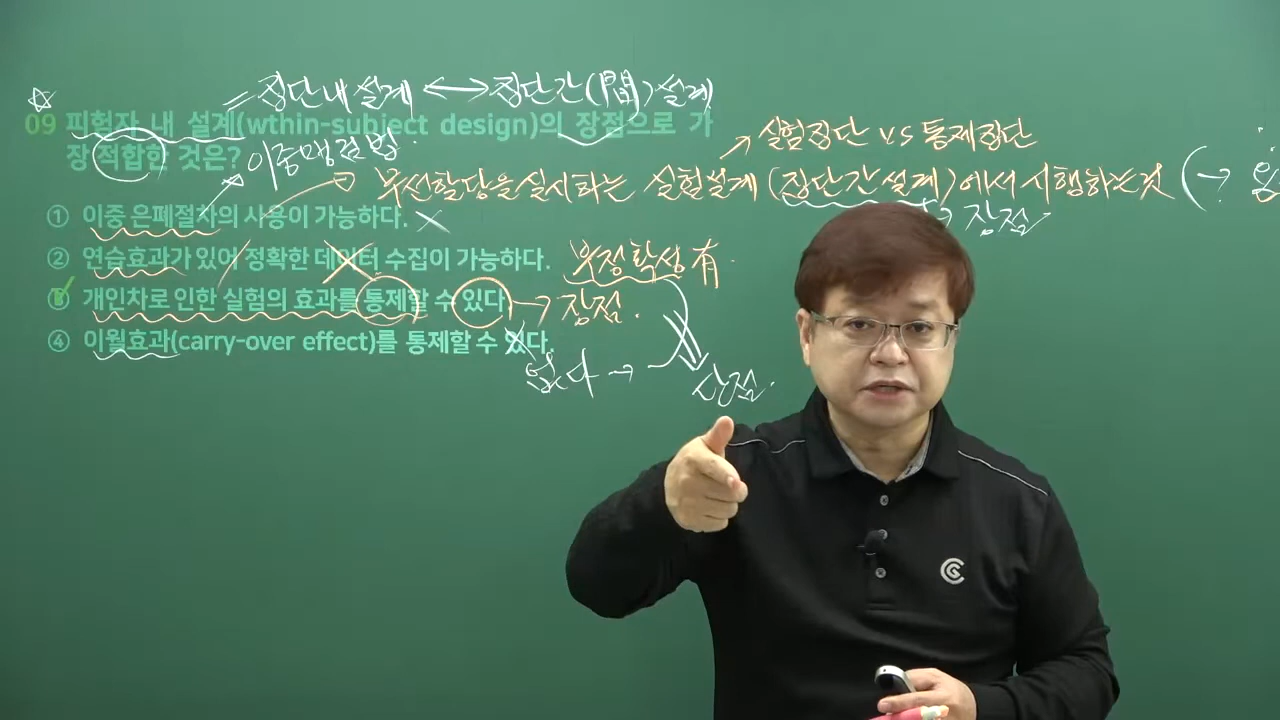 = 집단내 설계 ↔ 집단간(間) 설계
09 피험자 내 설계(wthin-subject design)의 장점으로 가
장 적합한 것은?
이중맹검법.
→ 실험집단 vs 통제집단
무선할당을 실시하는 실험설계(집단간 설계)에서 시행하는것 (→
장점
① 이중 은폐절차의 사용이 가능하다.
② 연습효과가 있어 정확한 데이터 수집이 가능하다. 부정확성 有.
③ 개인차로 인한 실험의 효과를 통제할 수 있다. → 장점.
④ 이월효과(carry-over effect)를 통제할 수 있다.
없다 →
단점.